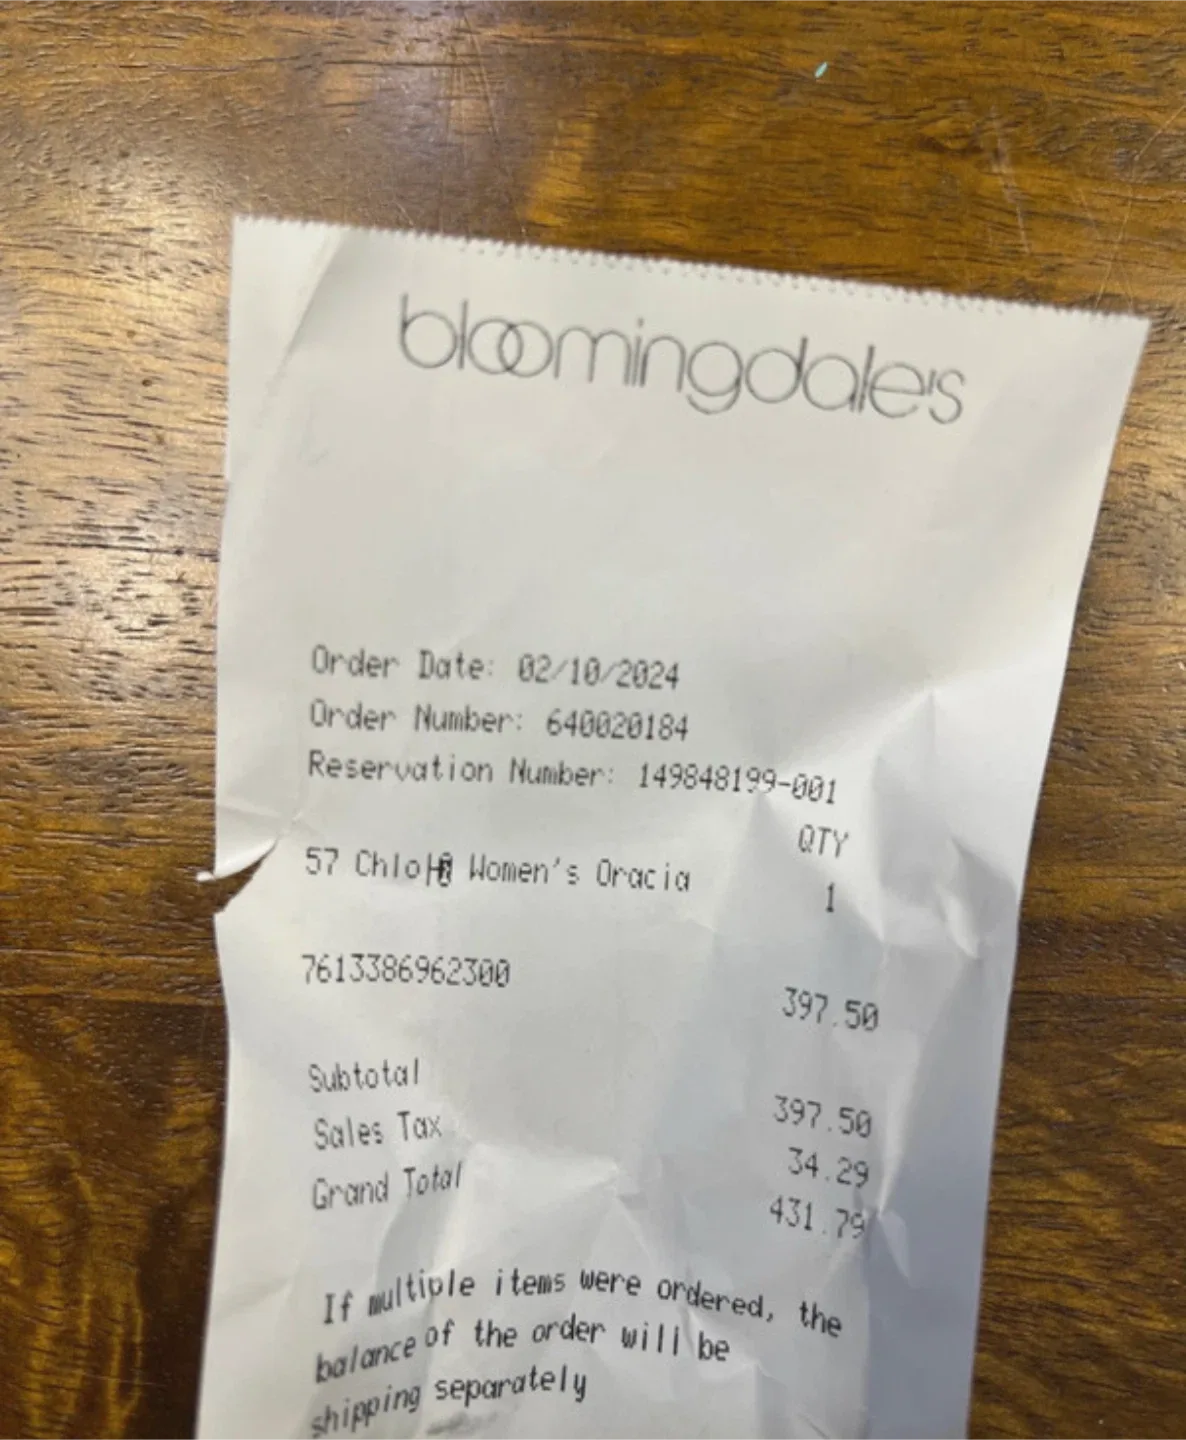 bloomingdale's
Order Date: 02/10/2024
Order Number: 640020184
Reservation Number: 149848199-001
QTY
57 Women's Oracia 1
7613386962300
397.50
Subtotal 397.50
Sales Tax 34.29
Grand Total 431.79
If multiple items were ordered, the
balance of the order will be
shipping separately